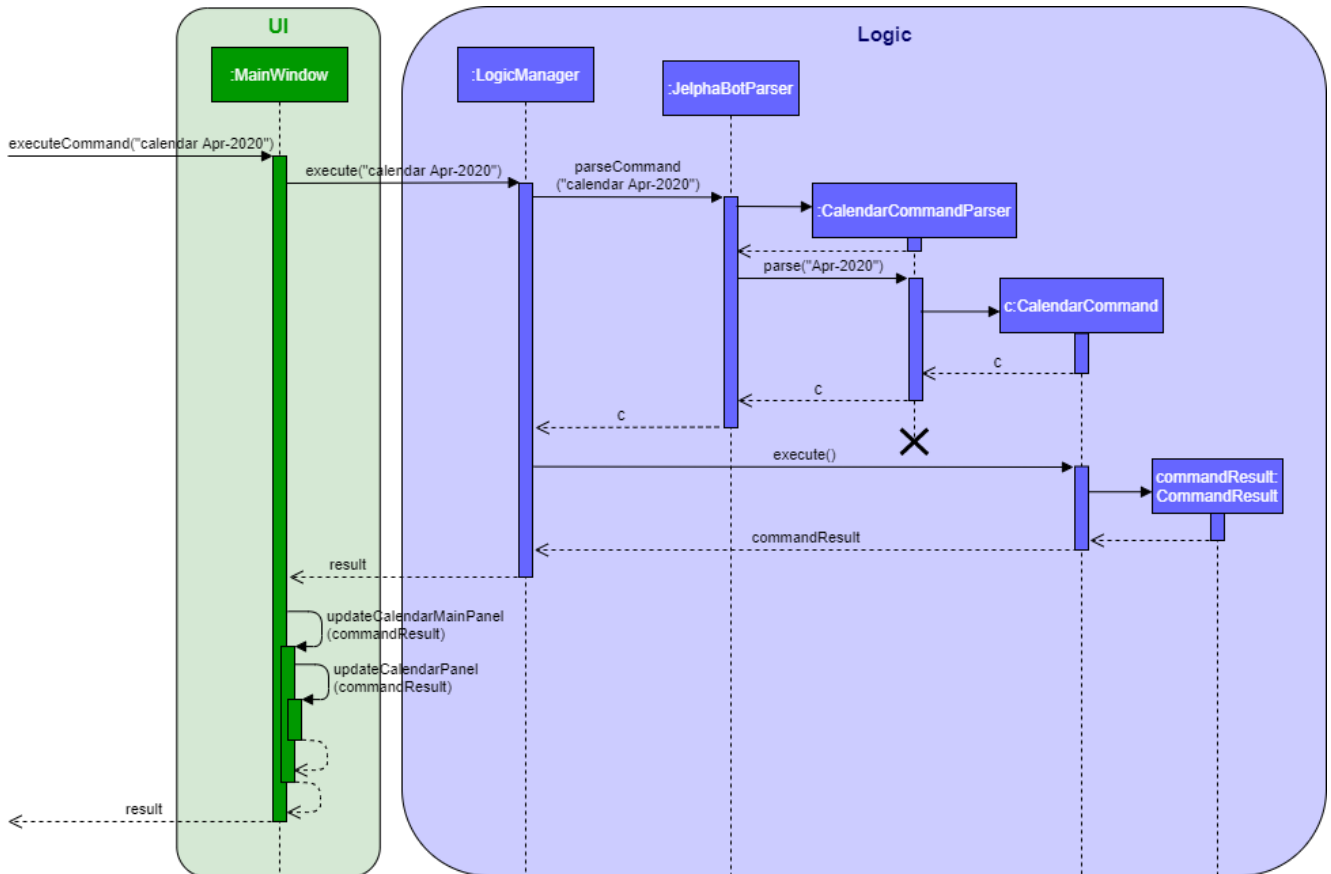 UI
Logic
:MainWindow
:LogicManager
:JelphaBotParser
executeCommand("calendar Apr-2020")
execute("calendar Apr-2020")
parseCommand
("calendar Apr-2020")
:CalendarCommandParser
parse("Apr-2020")
c:CalendarCommand
c
c
c
execute()
commandResult:
CommandResult
commandResult
result
updateCalendarMainPanel
(commandResult)
updateCalendarPanel
(commandResult)
result